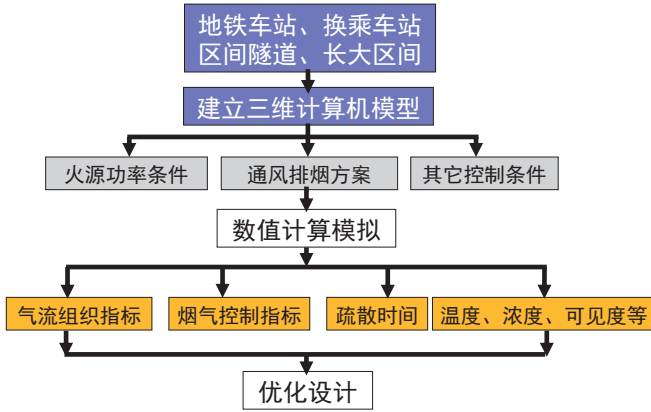 地铁车站、换乘车站
区间隧道、长大区间
建立三维计算机模型
火源功率条件
通风排烟方案
其它控制条件
数值计算模拟
气流组织指标
烟气控制指标
疏散时间
温度、浓度、可见度等
优化设计